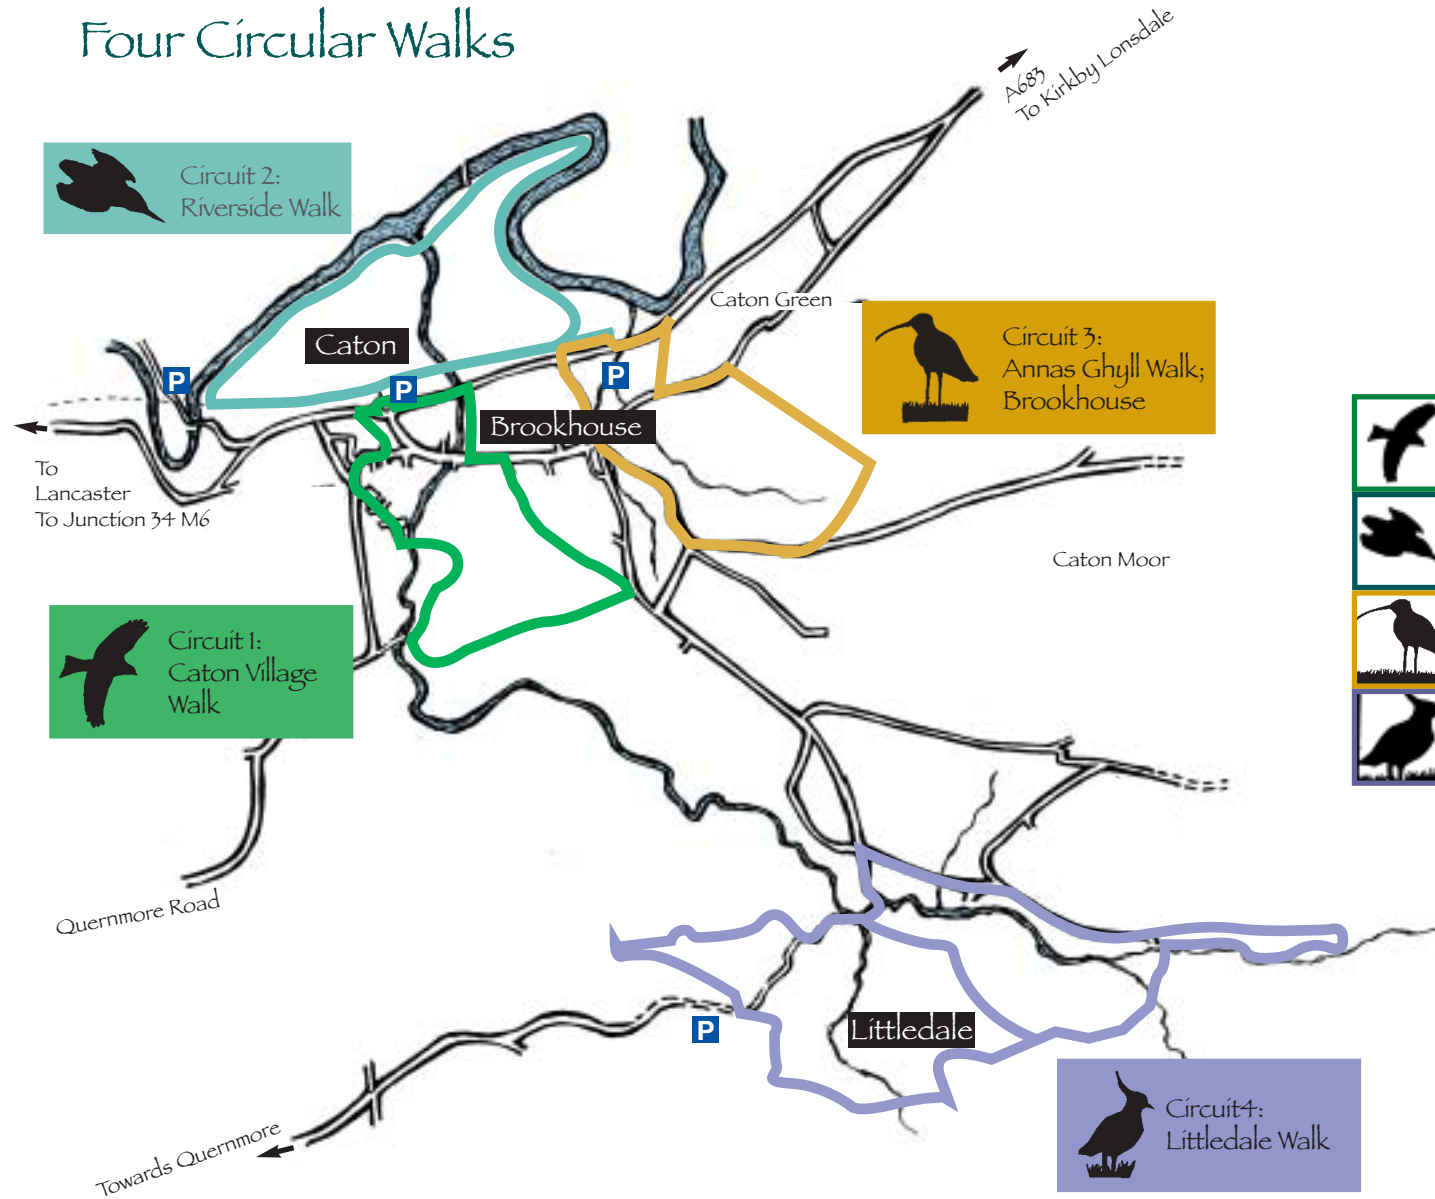 Four Circular Walks
A683
To Kirkby Lonsdale
Circuit 2:
Riverside Walk
Caton Green
Caton
P
P
P
Circuit 3:
Annas Ghyll Walk;
Brookhouse
Brookhouse
To
Lancaster
To Junction 34 M6
Caton Moor
Circuit 1:
Caton Village
Walk
Quernmore Road
P
Littledale
Circuit4:
Littledale Walk
Towards Quernmore